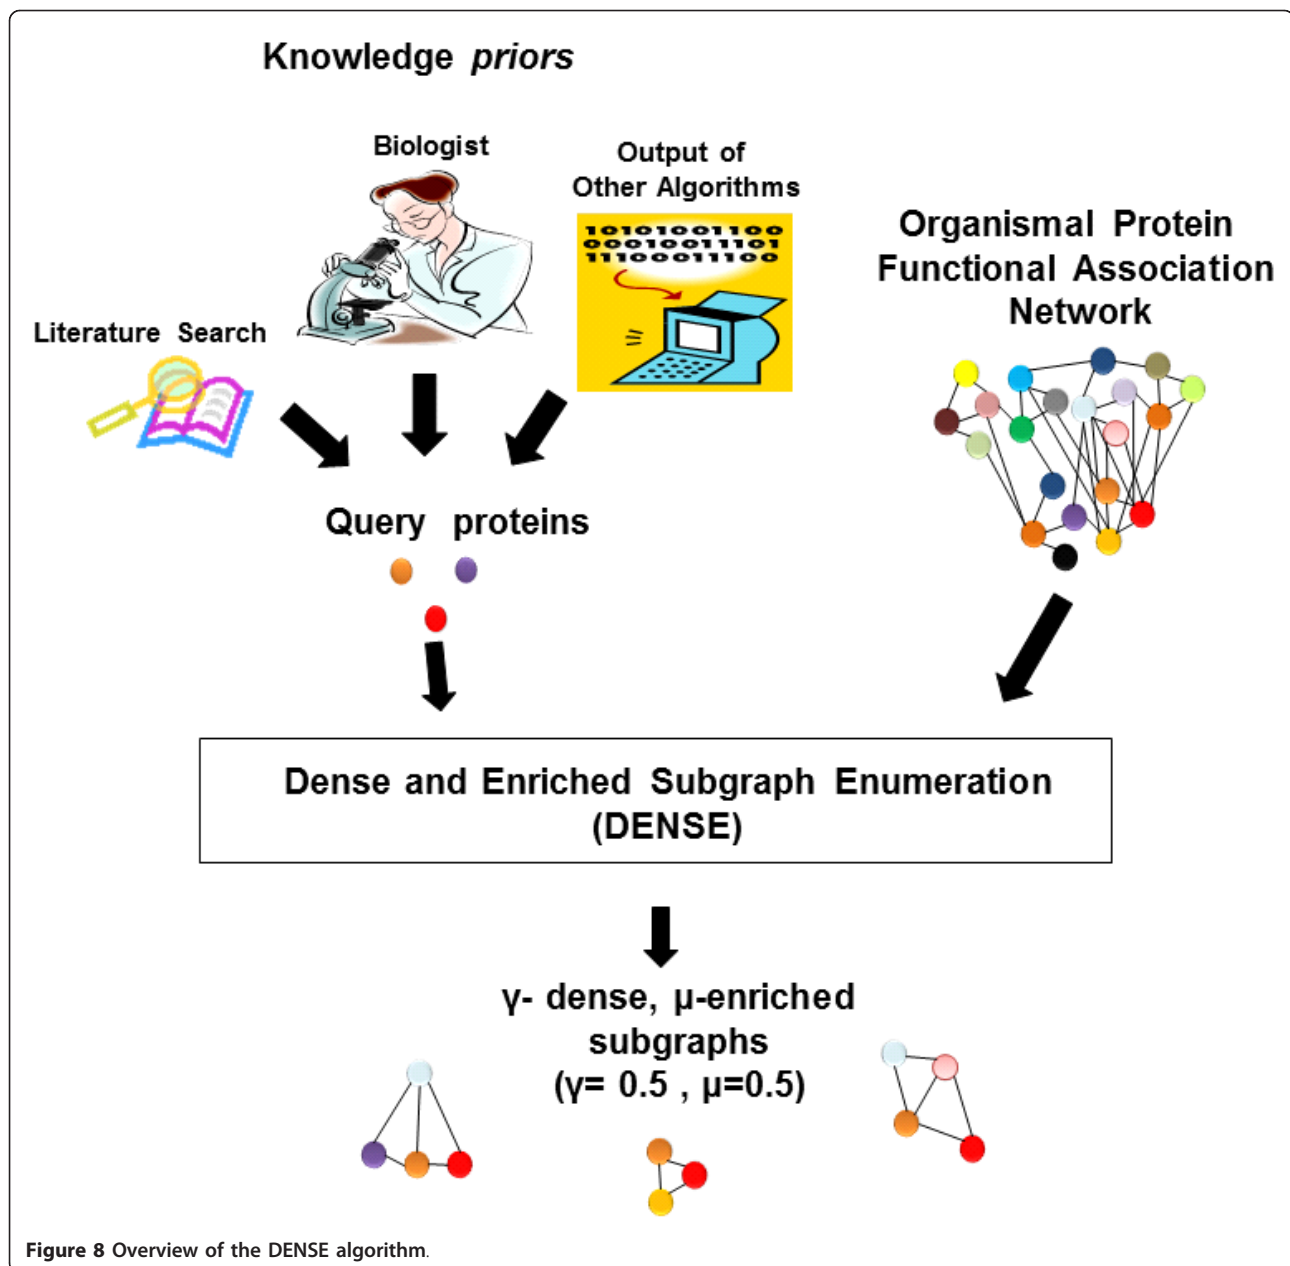 Knowledge priors
Biologist
Output of
Other Algorithms
10101001100
00010011101
11100011100
Literature Search
Organismal Protein
Functional Association
Network
Query proteins
Dense and Enriched Subgraph Enumeration
(DENSE)
γ- dense, μ-enriched
subgraphs
(γ= 0.5 , μ=0.5)
Figure 8 Overview of the DENSE algorithm.